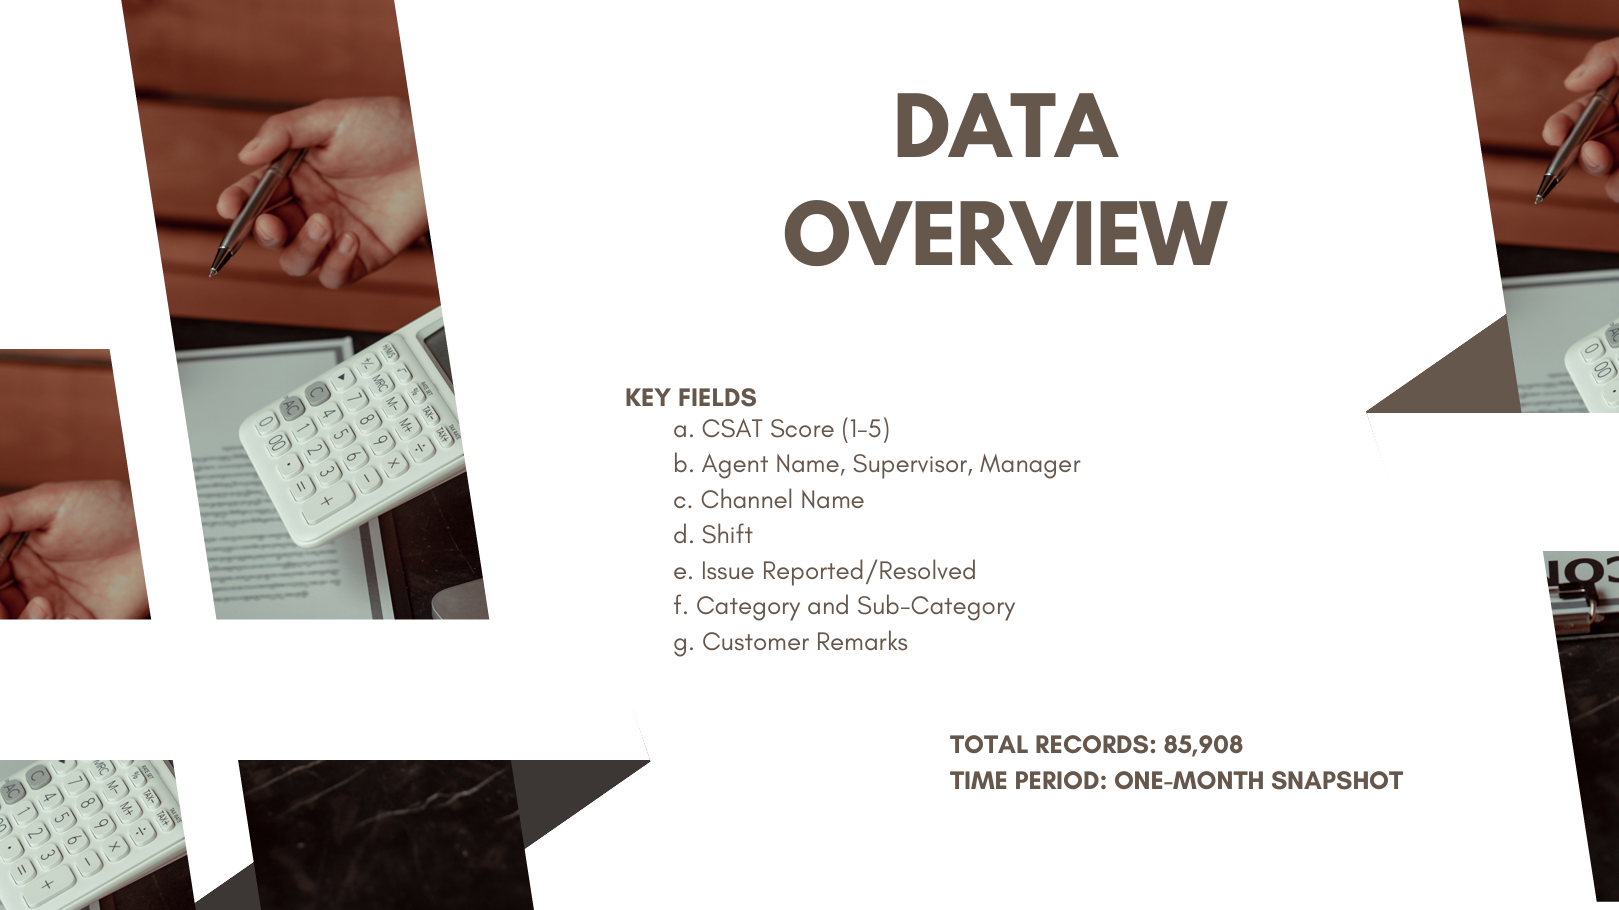 DATA
OVERVIEW
KEY FIELDS
a. CSAT Score (1-5)
b. Agent Name, Supervisor, Manager
c. Channel Name
d. Shift
e. Issue Reported/Resolved
f. Category and Sub-Category
g. Customer Remarks
TOTAL RECORDS: 85,908
TIME PERIOD: ONE-MONTH SNAPSHOT